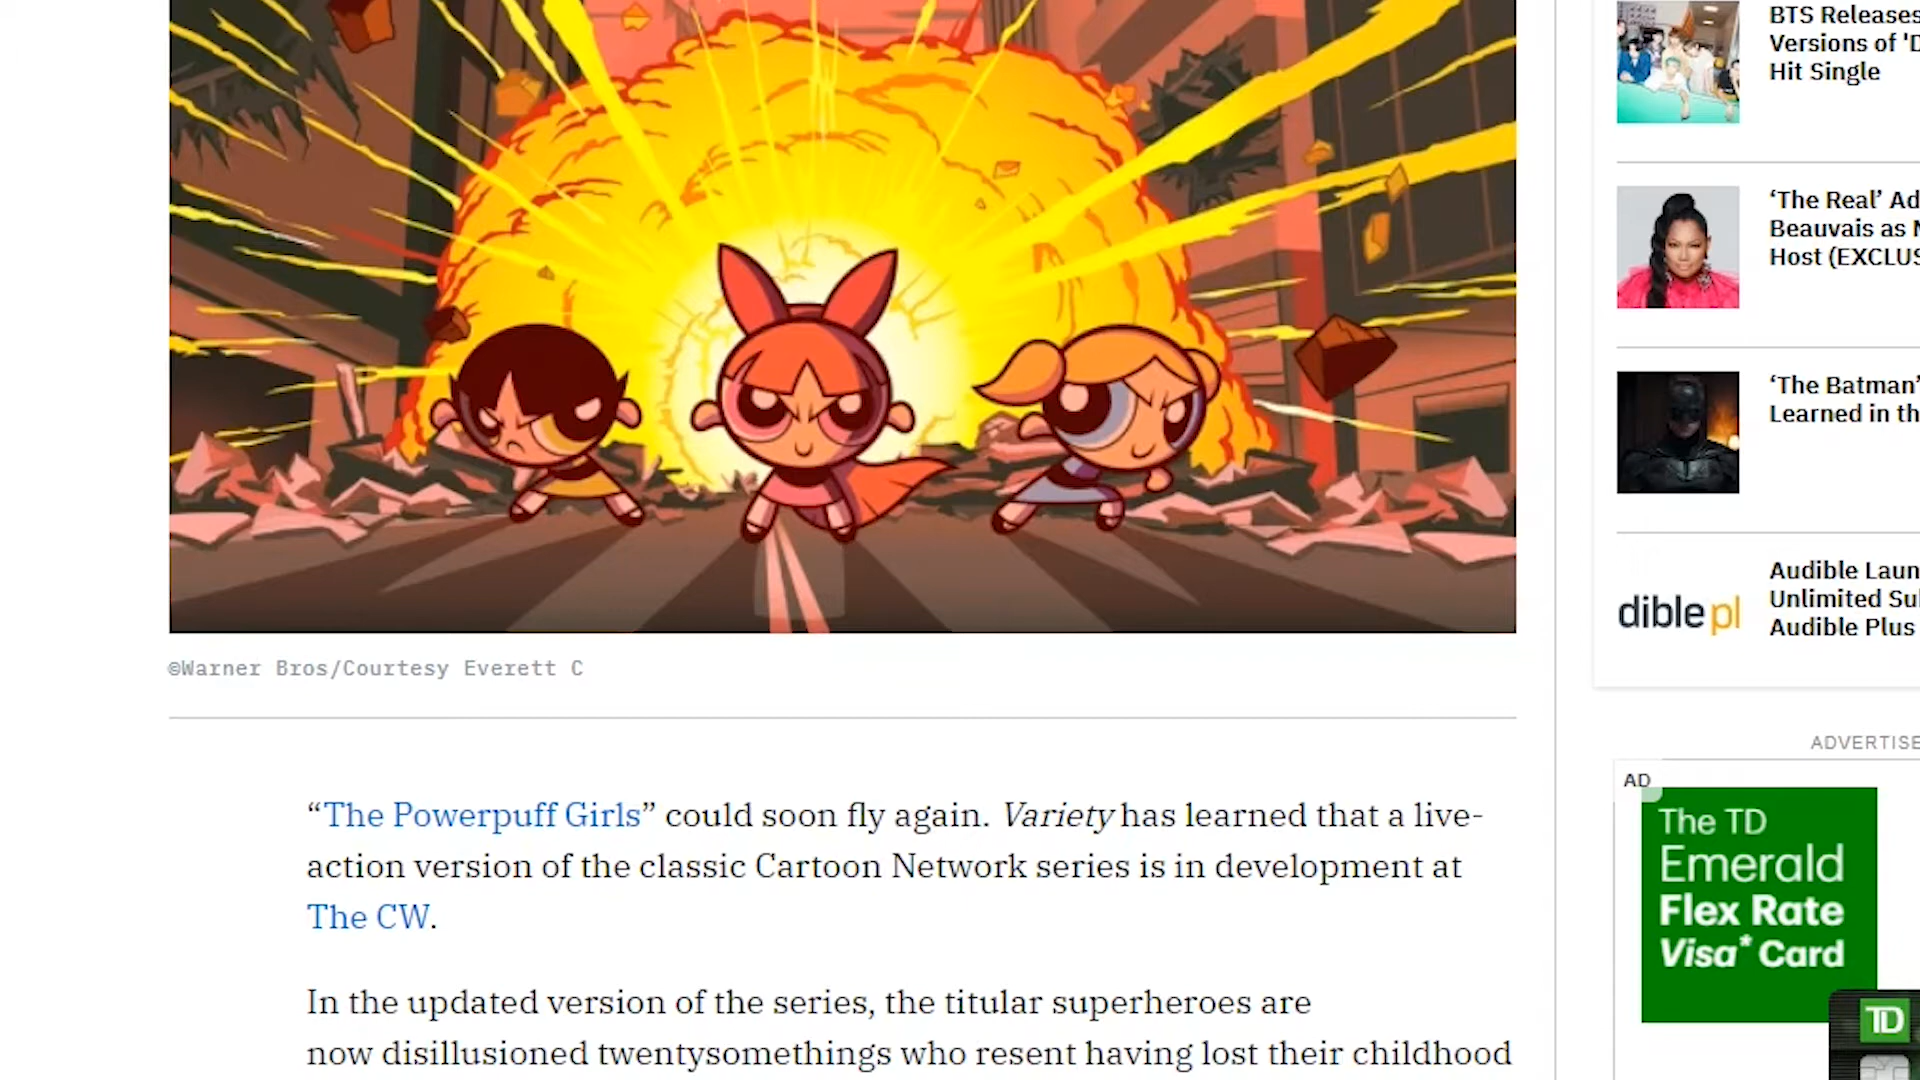 ©Warner Bros/Courtesy Everett C
“The Powerpuff Girls” could soon fly again. Variety has learned that a live-
action version of the classic Cartoon Network series is in development at
The CW.
In the updated version of the series, the titular superheroes are
now disillusioned twentysomethings who resent having lost their childhood
BTS Releases
Versions of 'D
Hit Single
‘The Real’ Ad
Beauvais as M
Host (EXCLUS
‘The Batman’
Learned in th
dible pl
Audible Laun
Unlimited Su
Audible Plus
ADVERTISE
AD
The TD
Emerald
Flex Rate
Visa* Card
TD